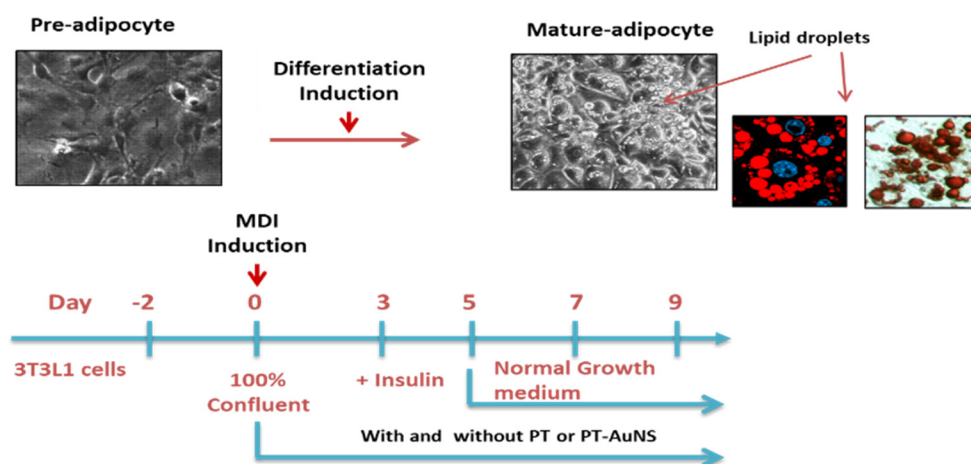 Pre-adipocyte
Mature-adipocyte
Lipid droplets
Differentiation
Induction
MDI
Induction
Day -2 0 3 5 7 9
3T3L1 cells
100%
Confluent
+ Insulin
Normal Growth
medium
With and without PT or PT-AuNS